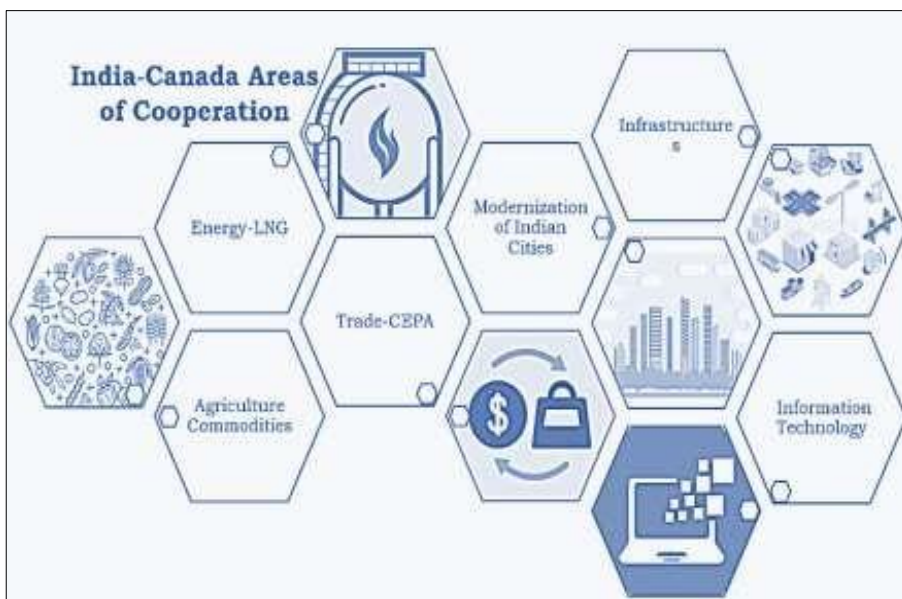 India-Canada Areas
of Cooperation
Energy-LNG
Agriculture
Commodities
Trade-CEPA
Modernization
of Indian
Cities
Infrastructure
s
Information
Technology
$